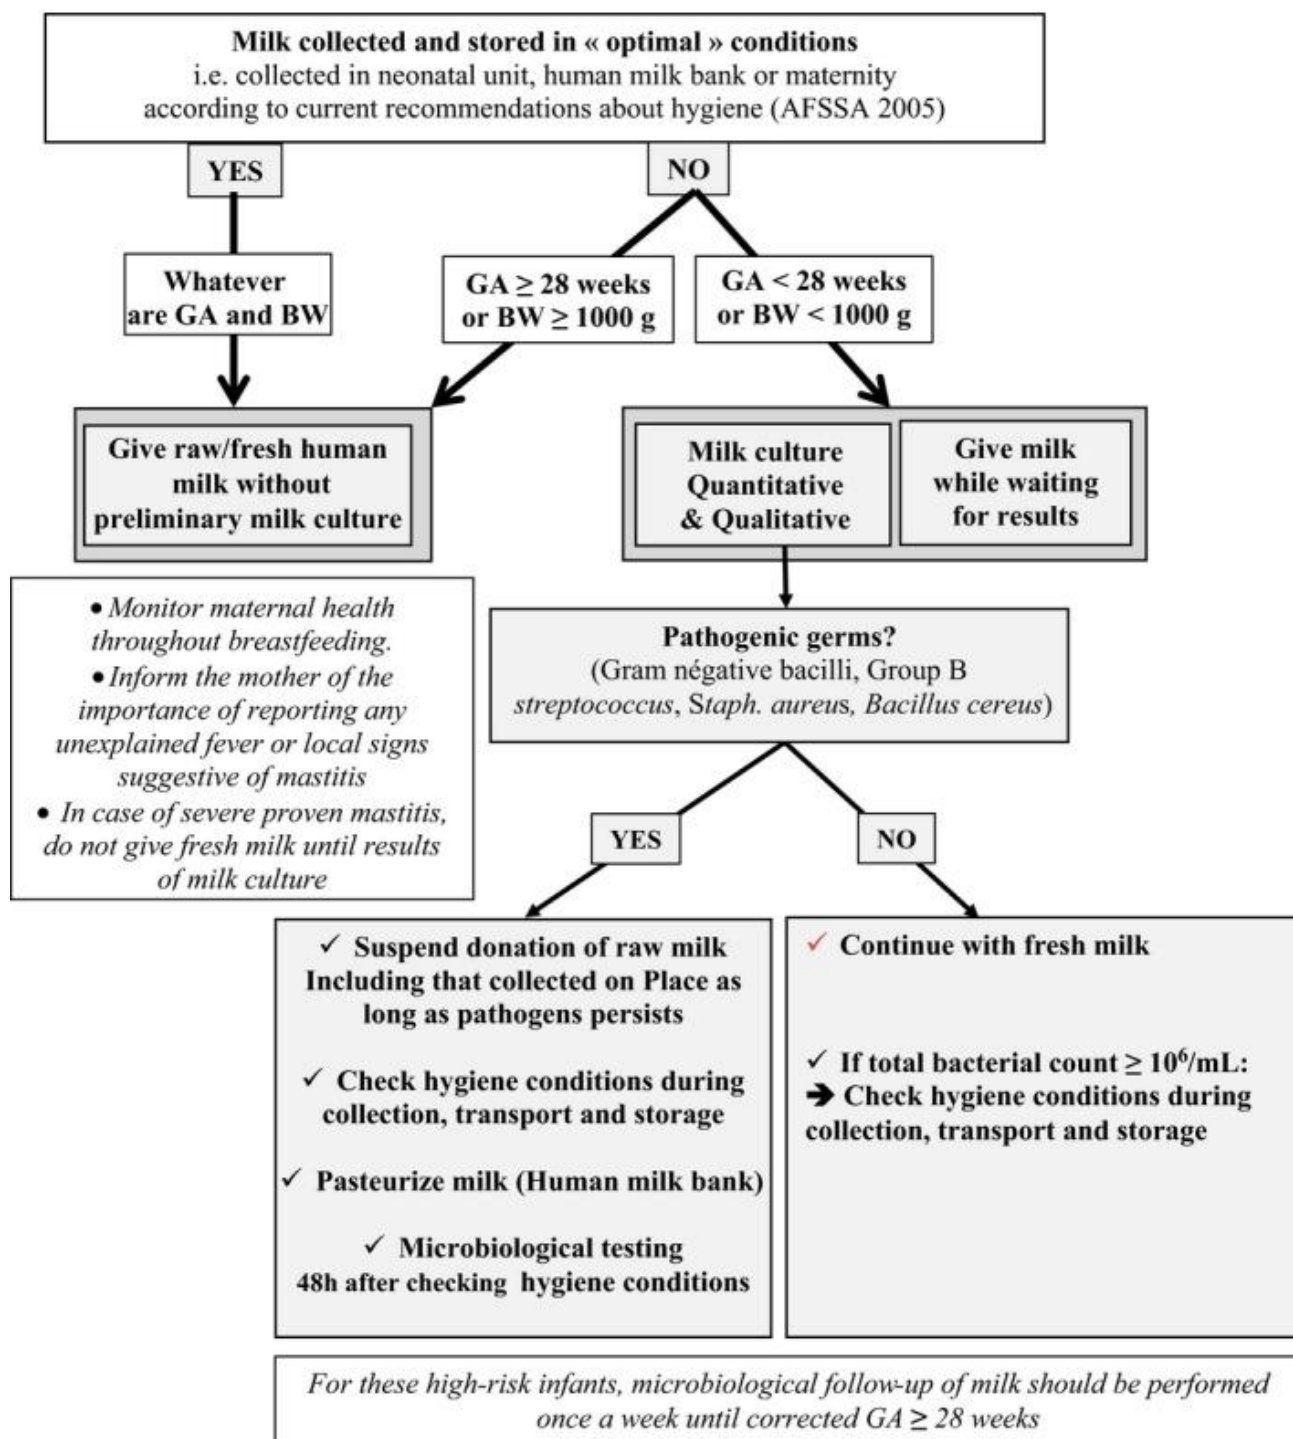 Milk collected and stored in « optimal » conditions
i.e. collected in neonatal unit, human milk bank or maternity
according to current recommendations about hygiene (AFSSA 2005)
YES
NO
Whatever
are GA and BW
GA ≥ 28 weeks
or BW ≥ 1000 g
GA < 28 weeks
or BW < 1000 g
Give raw/fresh human
milk without
preliminary milk culture
Milk culture
Quantitative
& Qualitative
Give milk
while waiting
for results
• Monitor maternal health
throughout breastfeeding.
• Inform the mother of the
importance of reporting any
unexplained fever or local signs
suggestive of mastitis
• In case of severe proven mastitis,
do not give fresh milk until results
of milk culture
Pathogenic germs?
(Gram négative bacilli, Group B
streptococcus, Staph. aureus, Bacillus cereus)
YES
NO
✓ Suspend donation of raw milk
Including that collected on Place as
long as pathogens persists
✓ Check hygiene conditions during
collection, transport and storage
✓ Pasteurize milk (Human milk bank)
✓ Microbiological testing
48h after checking hygiene conditions
✓ Continue with fresh milk
✓ If total bacterial count ≥ 10⁶/mL:
➔ Check hygiene conditions during
collection, transport and storage
For these high-risk infants, microbiological follow-up of milk should be performed
once a week until corrected GA ≥ 28 weeks